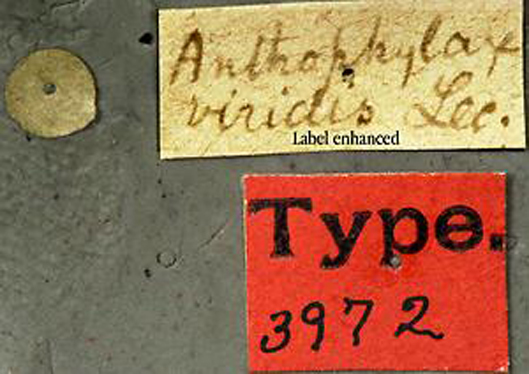 Anthophylax
viridis Lec.
Label enhanced
Type.
3972